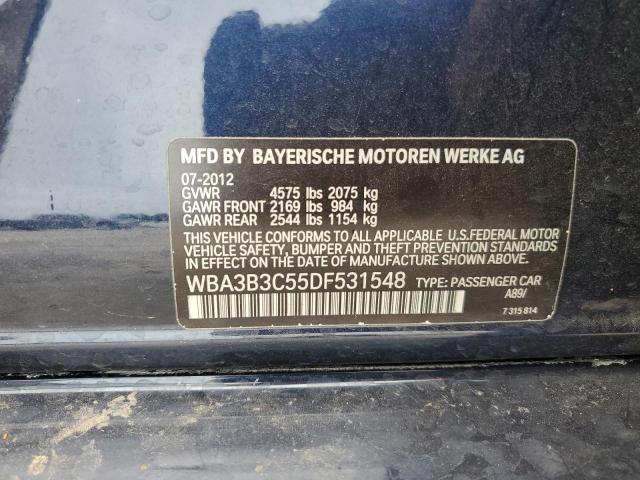 MFD BY BAYERISCHE MOTOREN WERKE AG
07-2012
GVWR 4575 lbs 2075 kg
GAWR FRONT 2169 lbs 984 kg
GAWR REAR 2544 lbs 1154 kg
THIS VEHICLE CONFORMS TO ALL APPLICABLE U.S.FEDERAL MOTOR
VEHICLE SAFETY, BUMPER AND THEFT PREVENTION STANDARDS
IN EFFECT ON THE DATE OF MANUFACTURE SHOWN ABOVE.
WBA3B3C55DF531548 TYPE: PASSENGER CAR
A89/
7 315 814